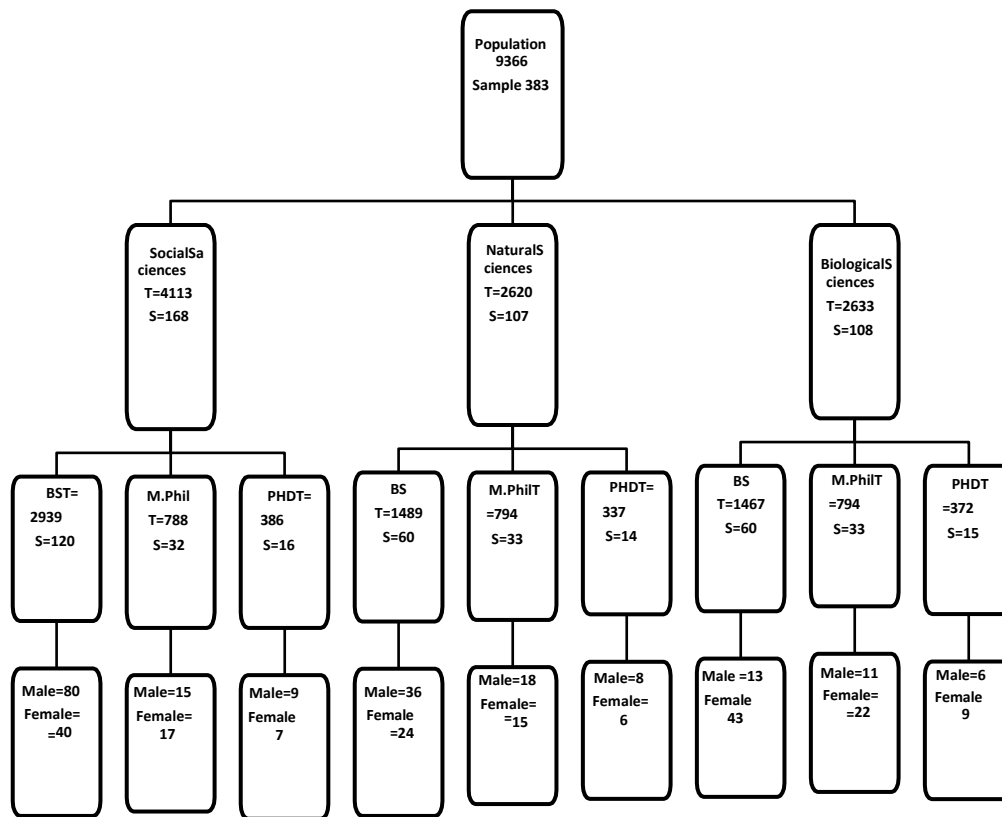 Population
9366
Sample 383
SocialSa
ciences
T=4113
S=168
NaturalS
ciences
T=2620
S=107
BiologicalS
ciences
T=2633
S=108
BST=
2939
S=120
M.Phil
T=788
S=32
PHDT=
386
S=16
BS
T=1489
S=60
M.PhilT
=794
S=33
PHDT=
337
S=14
BS
T=1467
S=60
M.PhilT
=794
S=33
PHDT
=372
S=15
Male=80
Female=
=40
Male=15
Female=
17
Male=9
Female
7
Male=36
Female
=24
Male=18
Female=
=15
Male=8
Female=
6
Male =13
Female
43
Male=11
Female=
=22
Male=6
Female
9